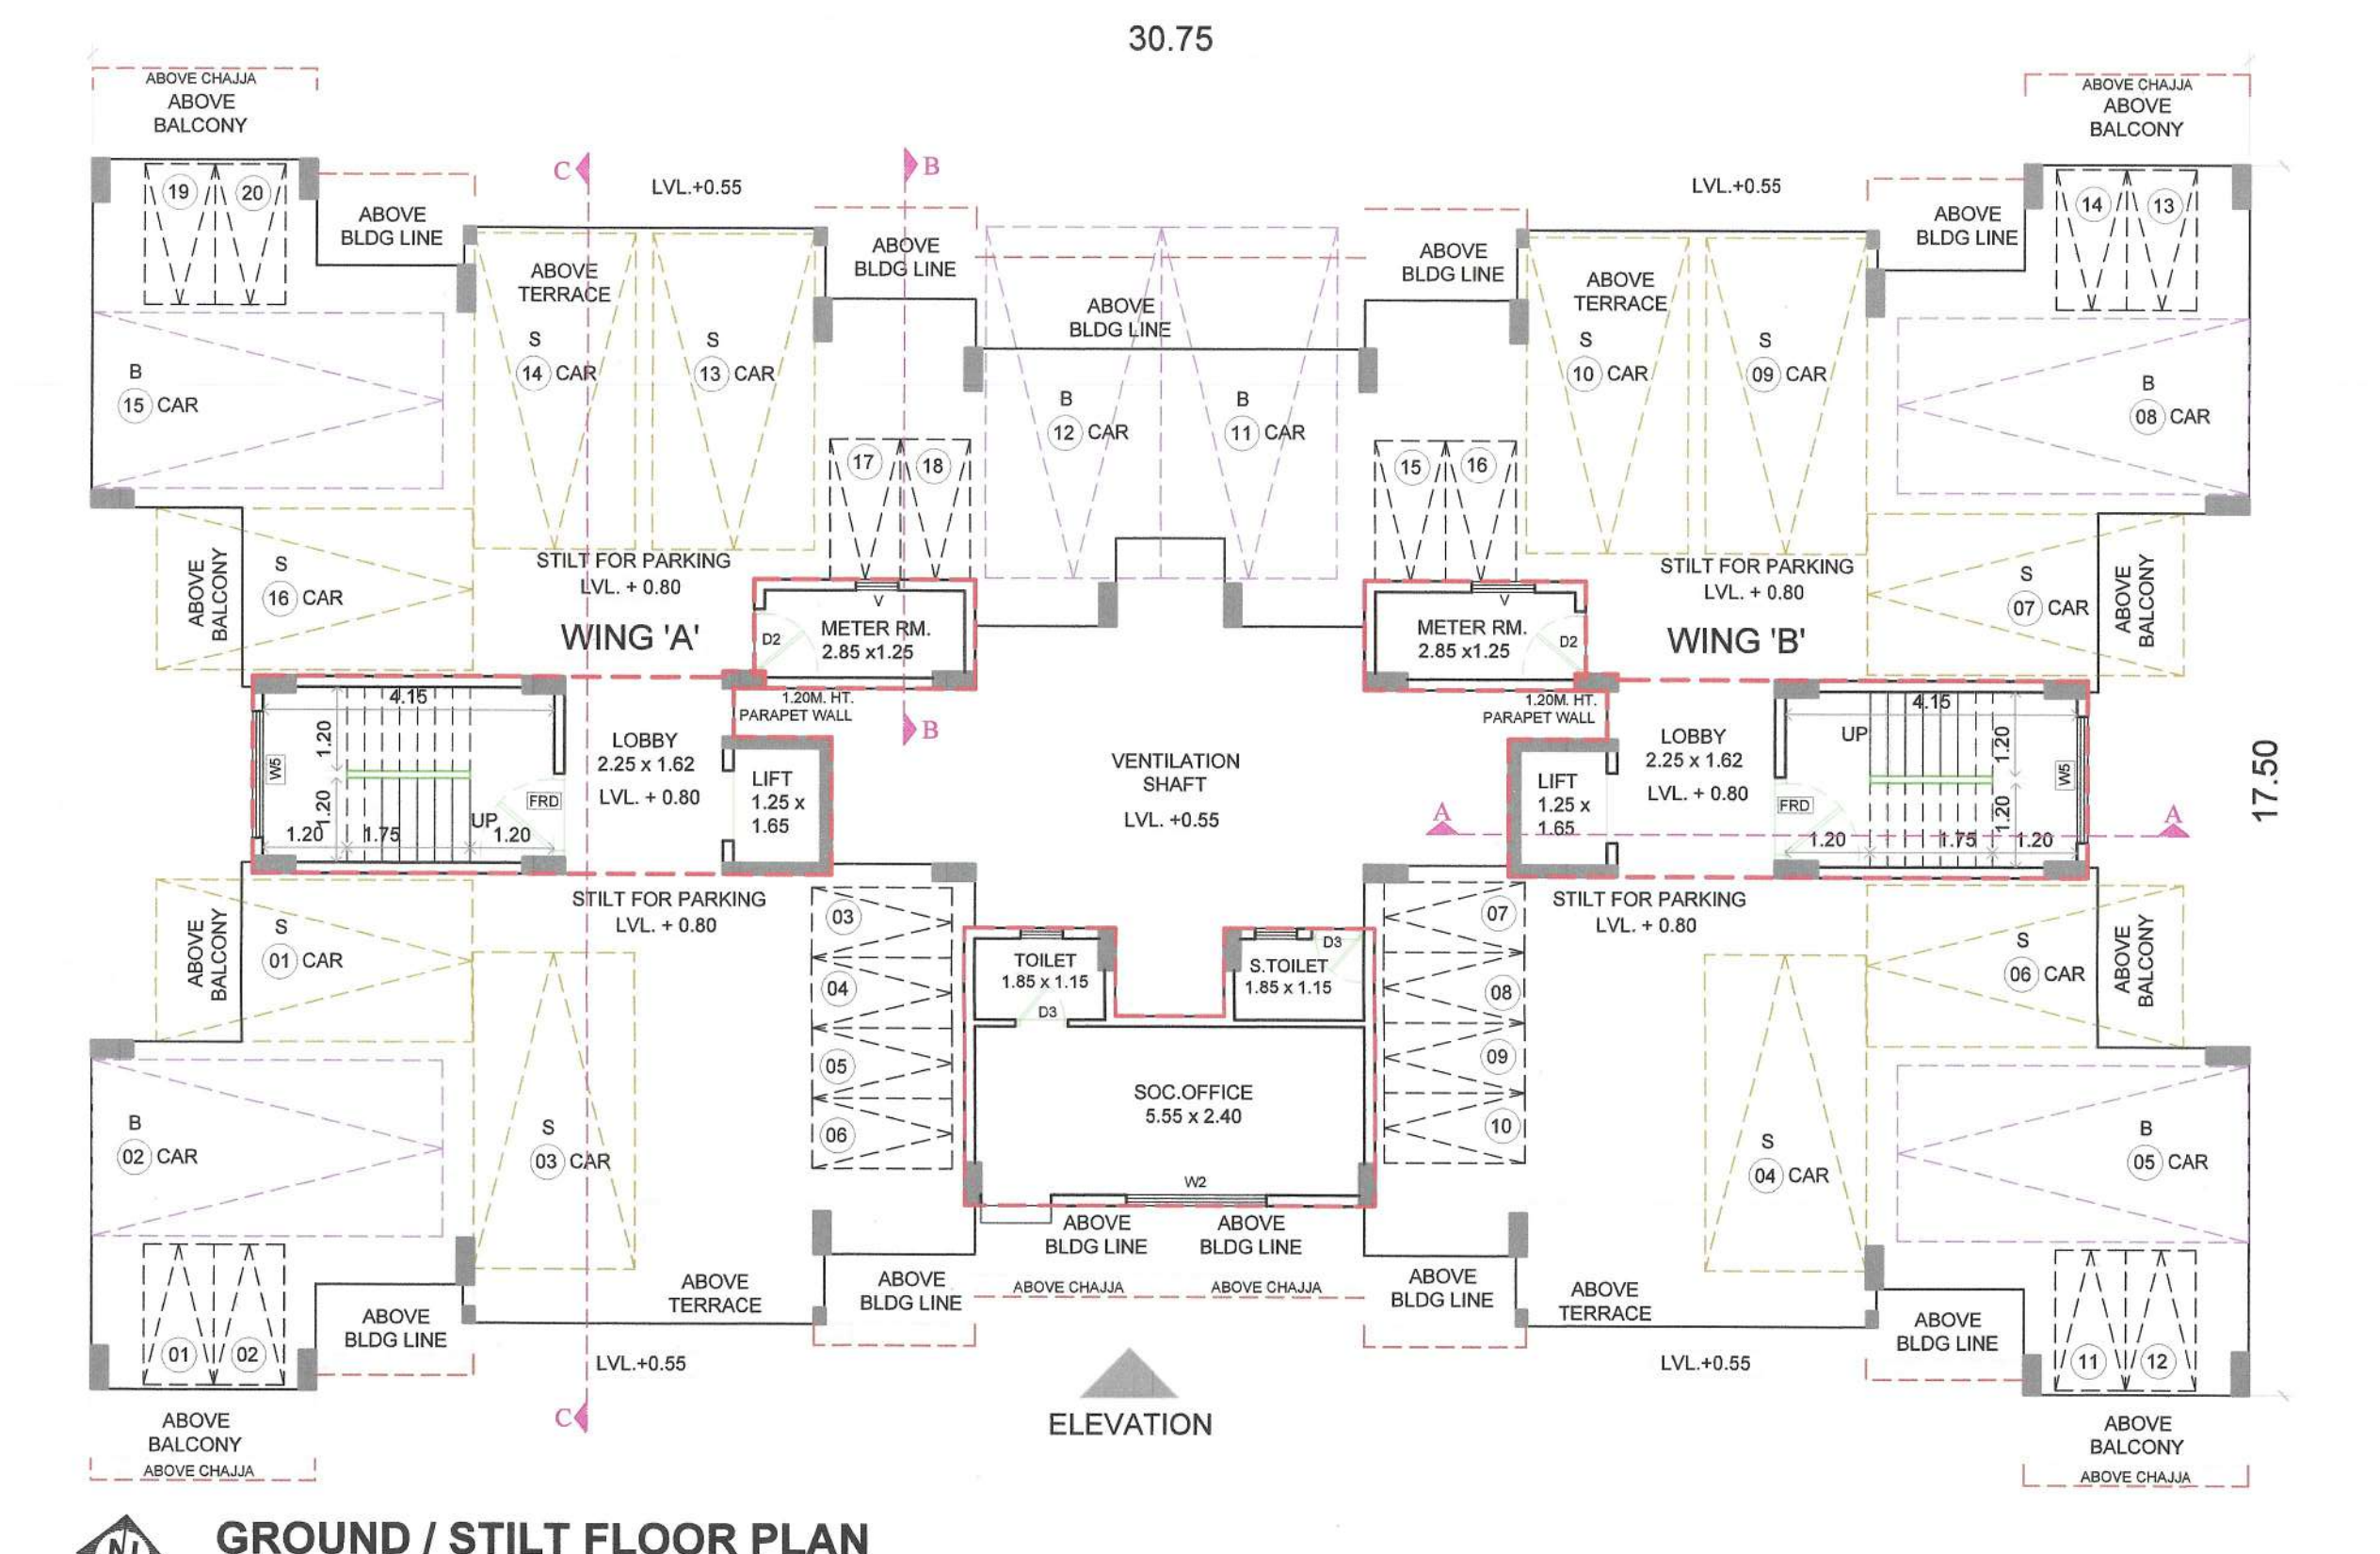 30.75
ABOVE CHAJJA
ABOVE
BALCONY
ABOVE CHAJJA
ABOVE
BALCONY
19
20
ABOVE
BLDG LINE
C
LVL.+0.55
B
ABOVE
BLDG LINE
ABOVE
BLDG LINE
LVL.+0.55
ABOVE
BLDG LINE
14
13
ABOVE
TERRACE
ABOVE
BLDG LINE
ABOVE
TERRACE
B
15 CAR
S
14 CAR
S
13 CAR
B
12 CAR
B
11 CAR
S
10 CAR
S
09 CAR
B
08 CAR
17
18
15
16
ABOVE
BALCONY
S
16 CAR
STILT FOR PARKING
LVL. + 0.80
WING 'A'
V
D2
METER RM.
2.85 x1.25
V
METER RM.
2.85 x1.25
D2
STILT FOR PARKING
LVL. + 0.80
WING 'B'
S
07 CAR
ABOVE
BALCONY
1.20M. HT.
PARAPET WALL
B
1.20M. HT.
PARAPET WALL
4.15
1.20
1.20
W5
1.20
1.75
UP
1.20
FRD
LOBBY
2.25 x 1.62
LVL. + 0.80
LIFT
1.25 x
1.65
VENTILATION
SHAFT
LVL. +0.55
A
LIFT
1.25 x
1.65
LOBBY
2.25 x 1.62
LVL. + 0.80
FRD
UP
4.15
1.20
1.20
W5
1.20
1.75
1.20
A
17.50
ABOVE
BALCONY
S
01 CAR
STILT FOR PARKING
LVL. + 0.80
03
04
05
06
TOILET
1.85 x 1.15
D3
S.TOILET
1.85 x 1.15
D3
07
08
09
10
STILT FOR PARKING
LVL. + 0.80
S
06 CAR
ABOVE
BALCONY
SOC.OFFICE
5.55 x 2.40
W2
B
02 CAR
S
03 CAR
S
04 CAR
B
05 CAR
ABOVE
BLDG LINE
ABOVE
BLDG LINE
01
02
ABOVE
BLDG LINE
ABOVE
TERRACE
ABOVE
BLDG LINE
ABOVE CHAJJA
ABOVE CHAJJA
ABOVE
BLDG LINE
ABOVE
TERRACE
ABOVE
BLDG LINE
11
12
LVL.+0.55
LVL.+0.55
C
ELEVATION
ABOVE
BALCONY
ABOVE CHAJJA
ABOVE
BALCONY
ABOVE CHAJJA
N
GROUND / STILT FLOOR PLAN